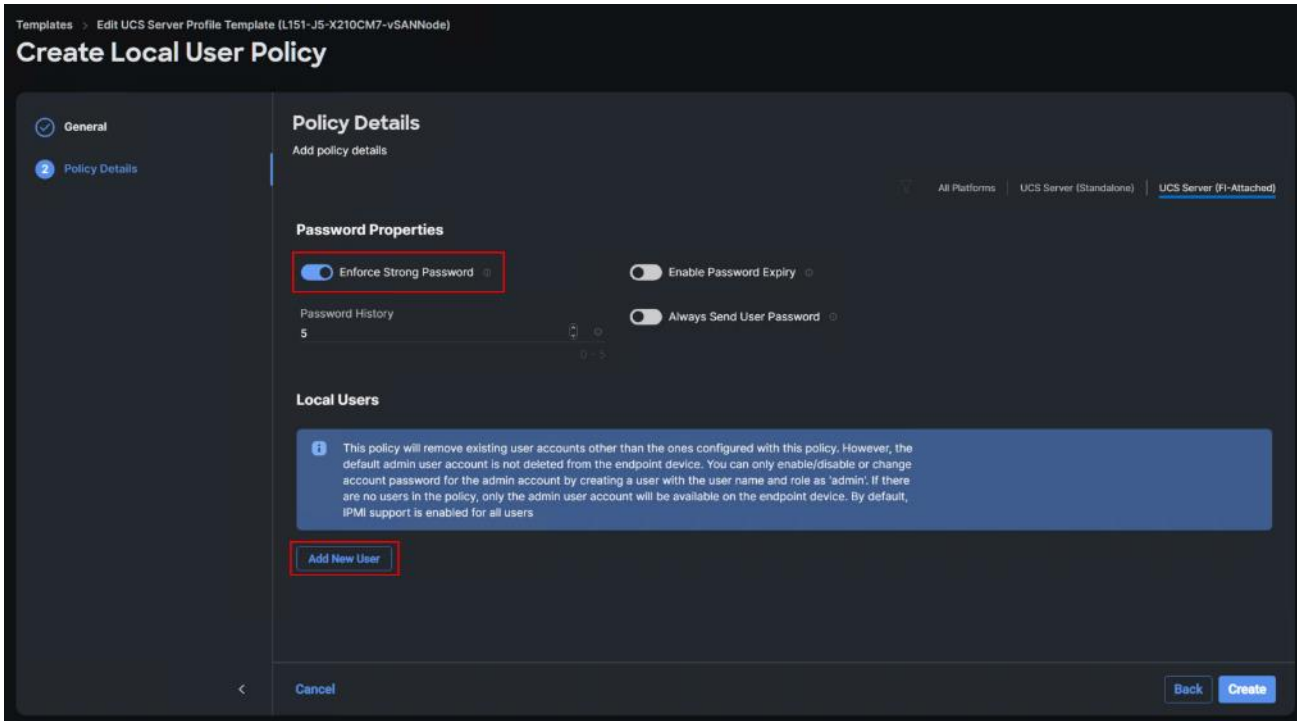 Templates > Edit UCS Server Profile Template (L151-J5-X210CM7-vSANNode)
Create Local User Policy
General
2 Policy Details
Policy Details
Add policy details
All Platforms | UCS Server (Standalone) | UCS Server (FI-Attached)
Password Properties
Enforce Strong Password
Enable Password Expiry
Password History
5
0 - 5
Always Send User Password
Local Users
This policy will remove existing user accounts other than the ones configured with this policy. However, the
default admin user account is not deleted from the endpoint device. You can only enable/disable or change
account password for the admin account by creating a user with the user name and role as 'admin'. If there
are no users in the policy, only the admin user account will be available on the endpoint device. By default,
IPMI support is enabled for all users
Add New User
Cancel
Back
Create